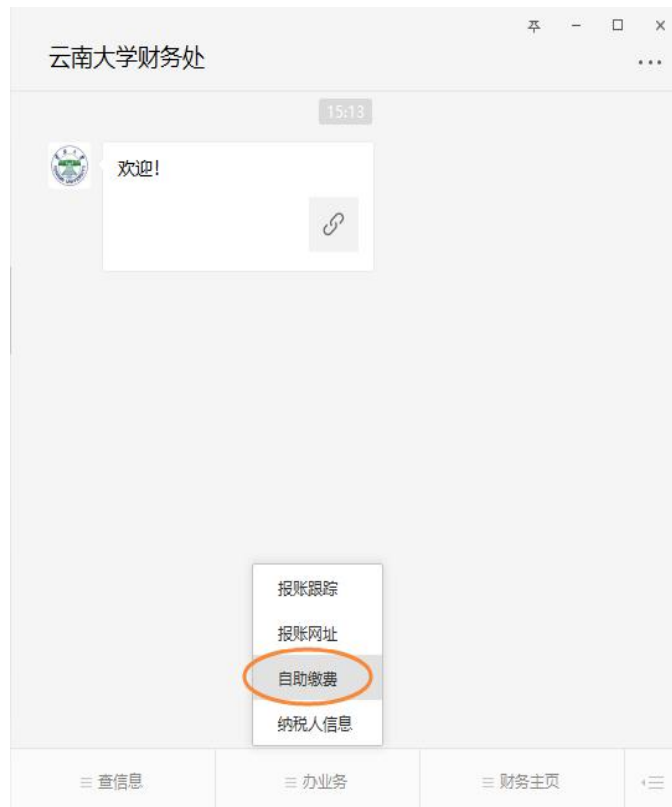 云南大学财务处
15:13
欢迎!
报账跟踪
报账网址
自助缴费
纳税人信息
查信息
办业务
财务主页